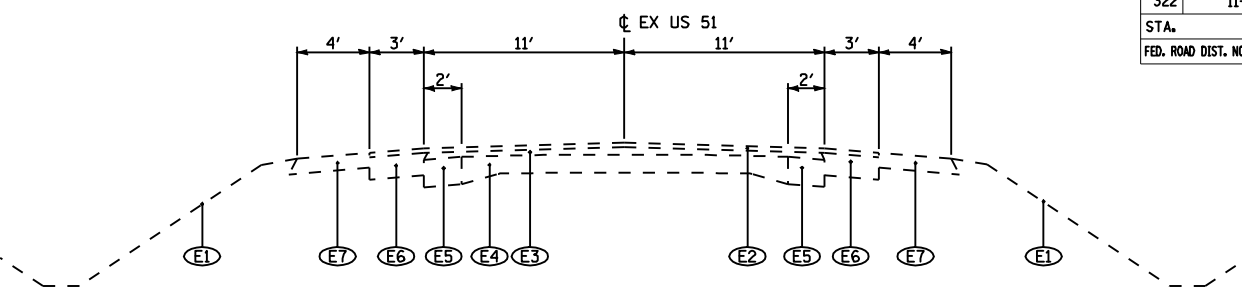 322
STA.
FED. ROAD DIST.
℄ EX US 51
4' 3' 11' 11' 3' 4'
2' 2'
E1 E7 E6 E5 E4 E3 E2 E5 E6 E7 E1